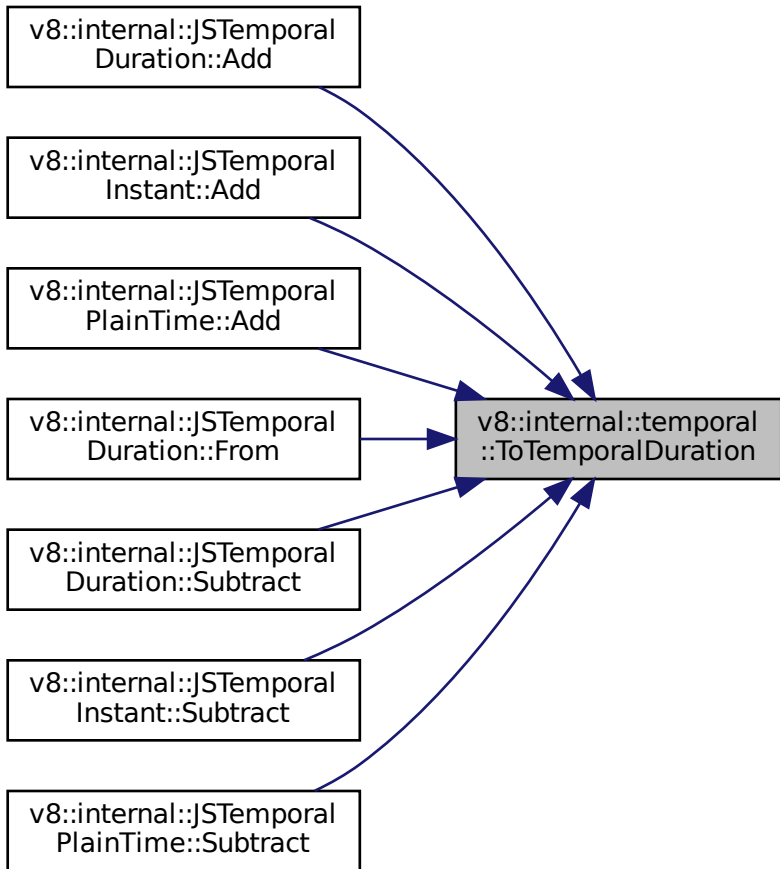 v8::internal::JSTemporal
Duration::Add
v8::internal::JSTemporal
Instant::Add
v8::internal::JSTemporal
PlainTime::Add
v8::internal::JSTemporal
Duration::From
v8::internal::temporal
::ToTemporalDuration
v8::internal::JSTemporal
Duration::Subtract
v8::internal::JSTemporal
Instant::Subtract
v8::internal::JSTemporal
PlainTime::Subtract